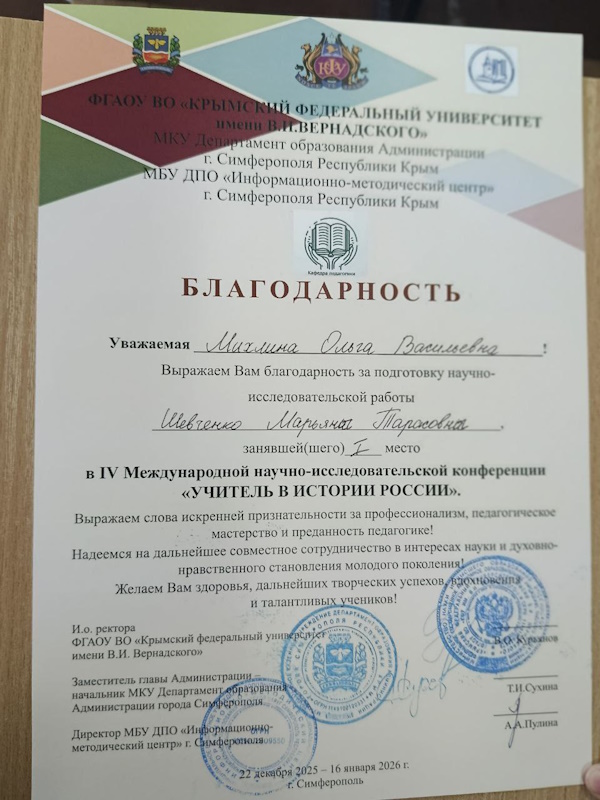 ФГАОУ ВО «КРЫМСКИЙ ФЕДЕРАЛЬНЫЙ УНИВЕРСИТЕТ
имени В.И.ВЕРНАДСКОГО»
МКУ Департамент образования Администрации
г. Симферополя Республики Крым
МБУ ДПО «Информационно-методический центр»
г. Симферополя Республики Крым
Кафедра педагогики
БЛАГОДАРНОСТЬ
Уважаемая Михлина Ольга Васильевна!
Выражаем Вам благодарность за подготовку научно-
исследовательской работы
Шевченко Марьяны Тарасовны.
занявшей(шего) I место
в IV Международной научно-исследовательской конференции
«УЧИТЕЛЬ В ИСТОРИИ РОССИИ».
Выражаем слова искренней признательности за профессионализм, педагогическое
мастерство и преданность педагогике!
Надеемся на дальнейшее совместное сотрудничество в интересах науки и духовно-
нравственного становления молодого поколения!
Желаем Вам здоровья, дальнейших творческих успехов, вдохновения
и талантливых учеников!
И.о. ректора
ФГАОУ ВО «Крымский федеральный университет
имени В.И. Вернадского»
В.О. Курьянов
Заместитель главы Администрации –
начальник МКУ Департамент образования
Администрации города Симферополя
Т.И.Сухина
Директор МБУ ДПО «Информационно-
методический центр» г. Симферополя
А.А.Пулина
22 декабря 2025 – 16 января 2026 г.
г. Симферополь